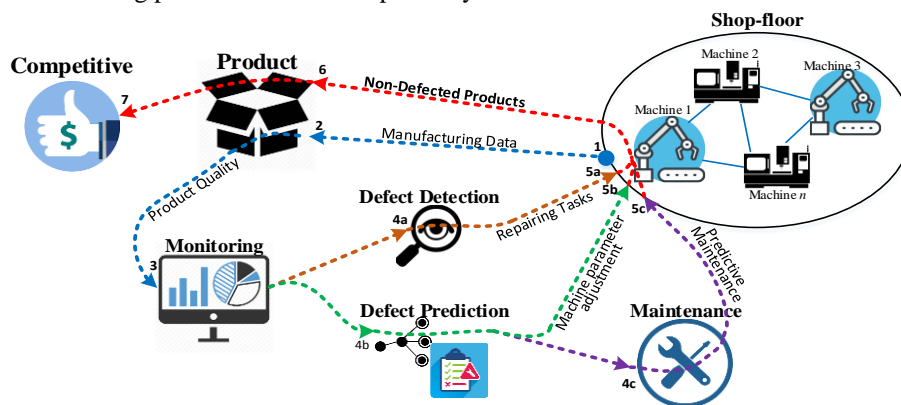 Shop-floor
Machine 2
Machine 3
Machine 1
Machine n
Competitive
Product
6
Non-Defected Products
7
2
Manufacturing Data
1
5a
5b
5c
Product Quality
Defect Detection
4a
Repairing Tasks
3
Monitoring
Machine parameter
adjustment
Predictive
Maintenance
Defect Prediction
4b
Maintenance
4c
$